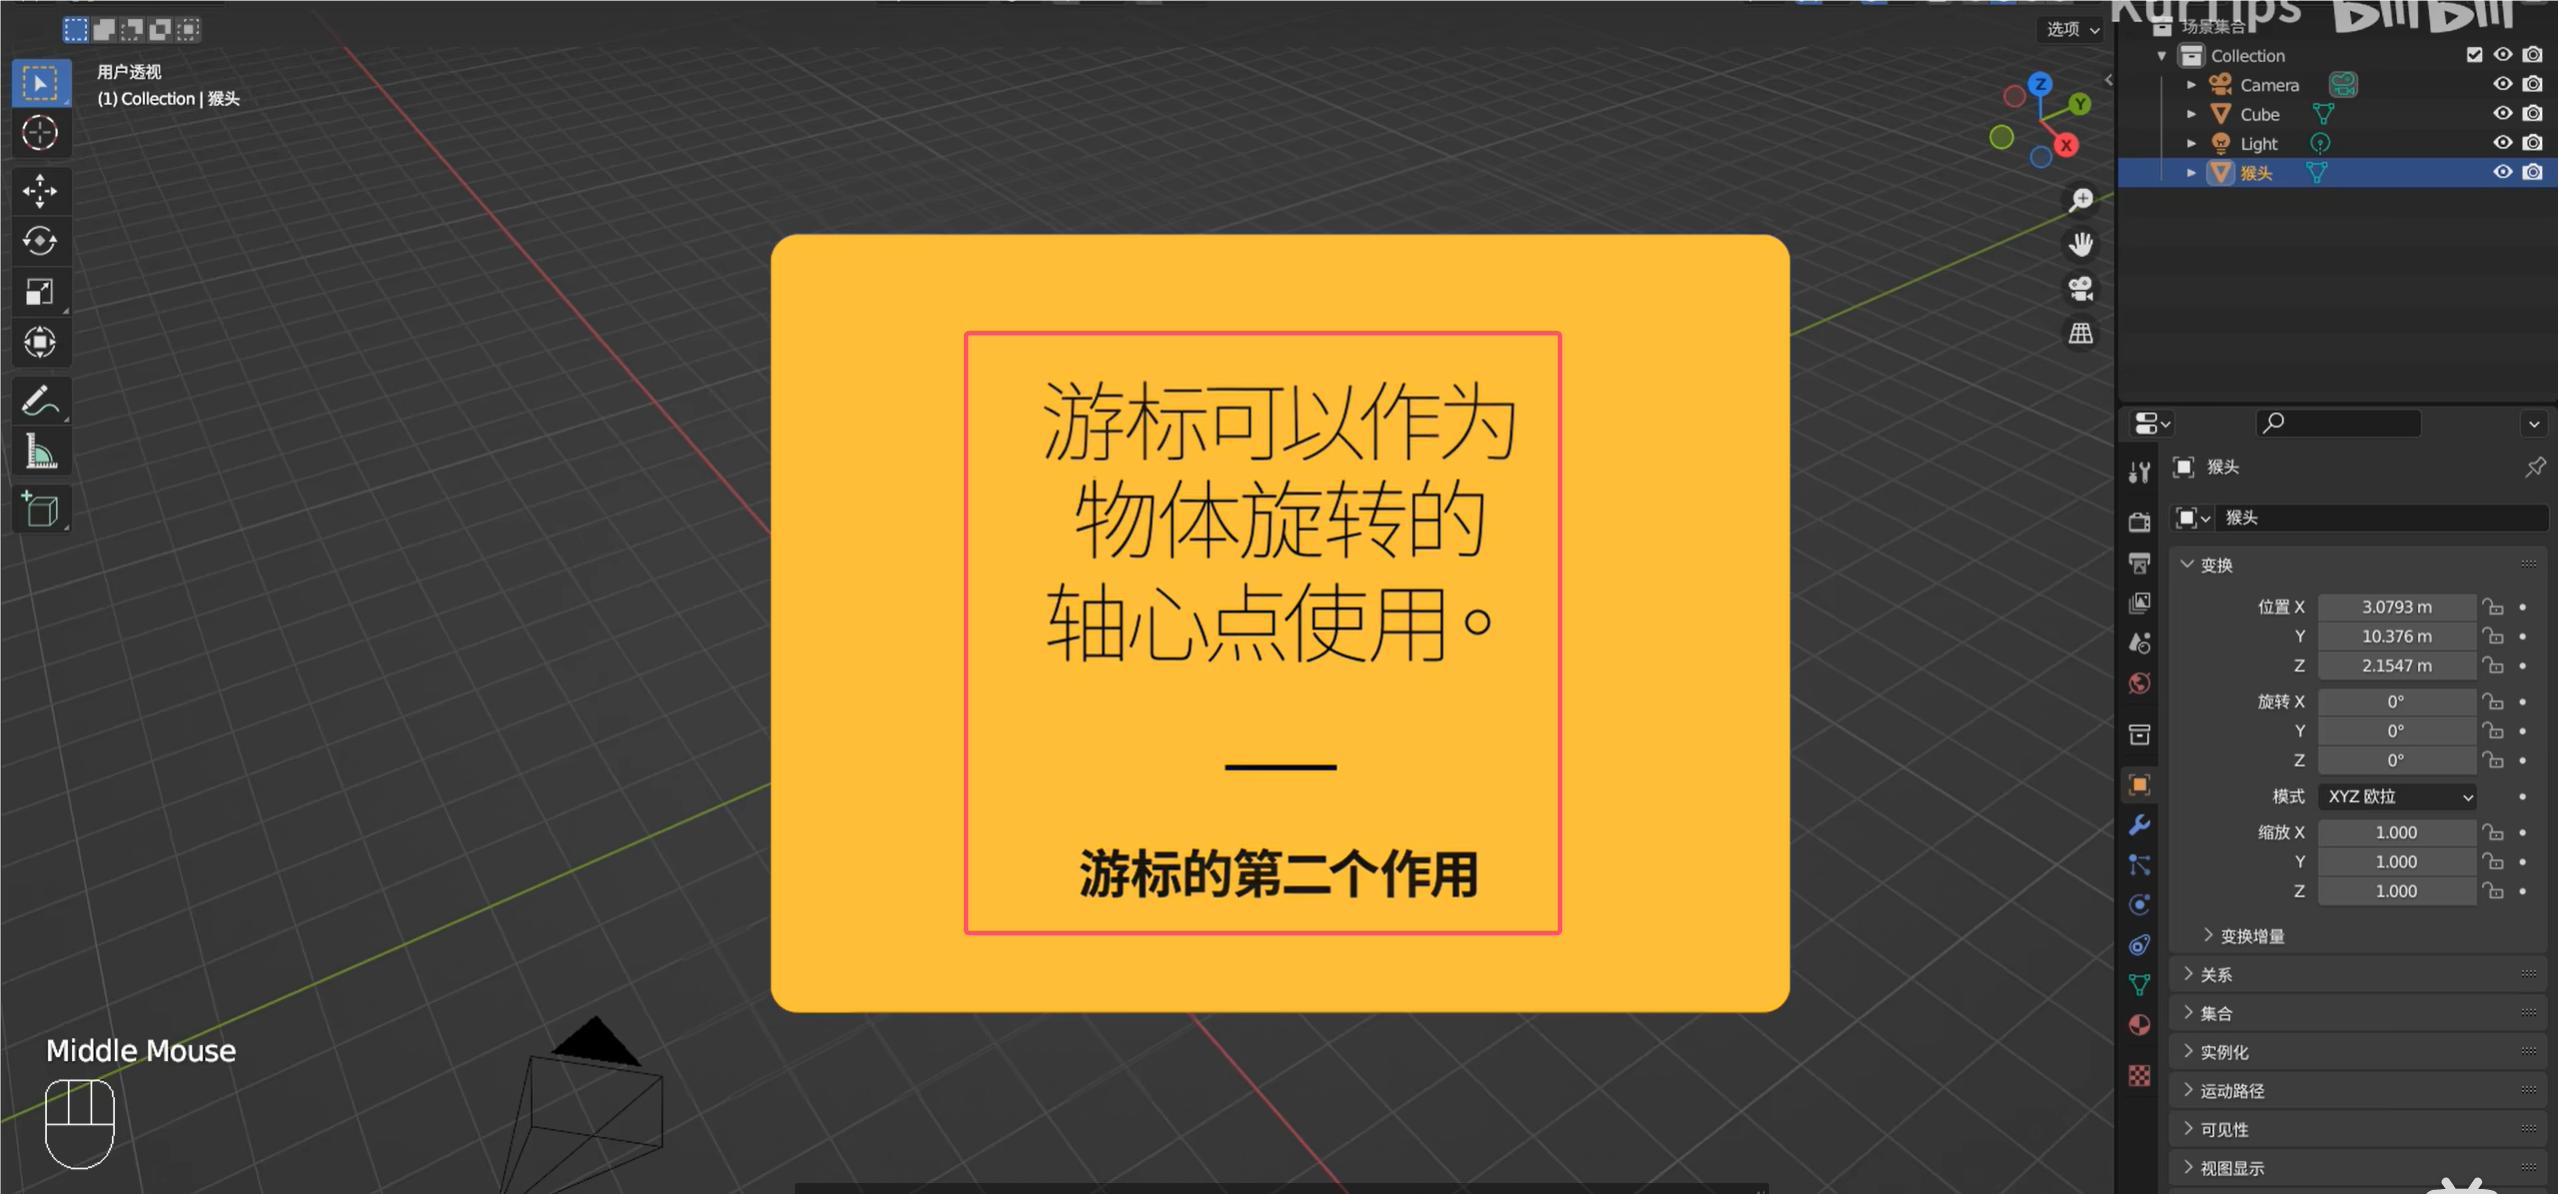 KurTips bilibili
选项
场景集合
用户透视
(1) Collection | 猴头
Z
Y
X
Collection
Camera
Cube
Light
猴头
游标可以作为
物体旋转的
轴心点使用。
游标的第二个作用
猴头
猴头
变换
位置 X 3.0793 m
Y 10.376 m
Z 2.1547 m
旋转 X 0°
Y 0°
Z 0°
模式 XYZ 欧拉
缩放 X 1.000
Y 1.000
Z 1.000
变换增量
关系
集合
实例化
运动路径
可见性
视图显示
Middle Mouse